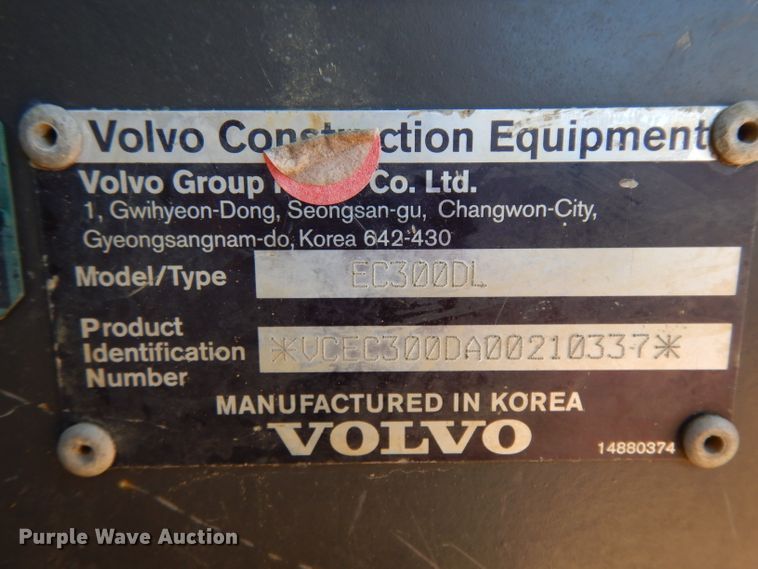 Volvo Equipment
Volvo Group Co. Ltd.
1, Gwihyeon-Dong, Seongsan-gu, Changwon-City,
Gyeongsangnam-do, Korea 642-430
Model/Type EC300DL
Product
Identification
Number
*VCEC300DA00210337*
MANUFACTURED IN KOREA
VOLVO
14880374
Purple Wave Auction